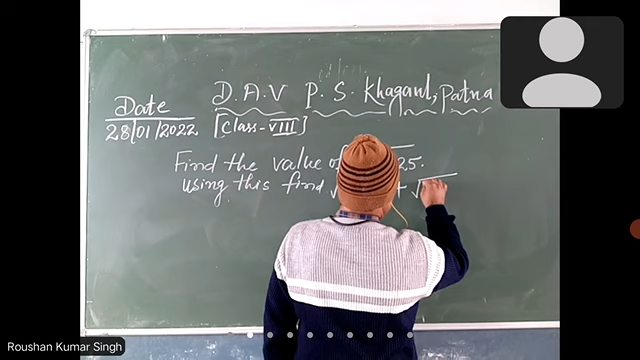 D.A.V P.S. Khagaul, Patna
Date
28/01/2022
[Class-VIII]
Find the value of 25.
using this find √ + √
Roushan Kumar Singh